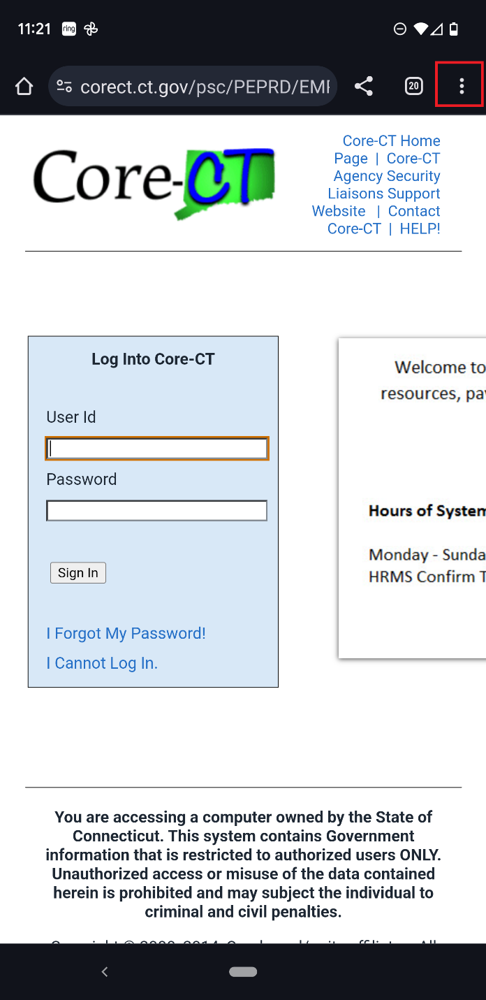 11:21 ring
corect.ct.gov/psc/PEPRD/EMP
20
Core-CT
Core-CT Home
Page | Core-CT
Agency Security
Liaisons Support
Website | Contact
Core-CT | HELP!
Log Into Core-CT
User Id
Password
Sign In
I Forgot My Password!
I Cannot Log In.
Welcome to
resources, pay
Hours of System
Monday - Sunda
HRMS Confirm T
You are accessing a computer owned by the State of
Connecticut. This system contains Government
information that is restricted to authorized users ONLY.
Unauthorized access or misuse of the data contained
herein is prohibited and may subject the individual to
criminal and civil penalties.